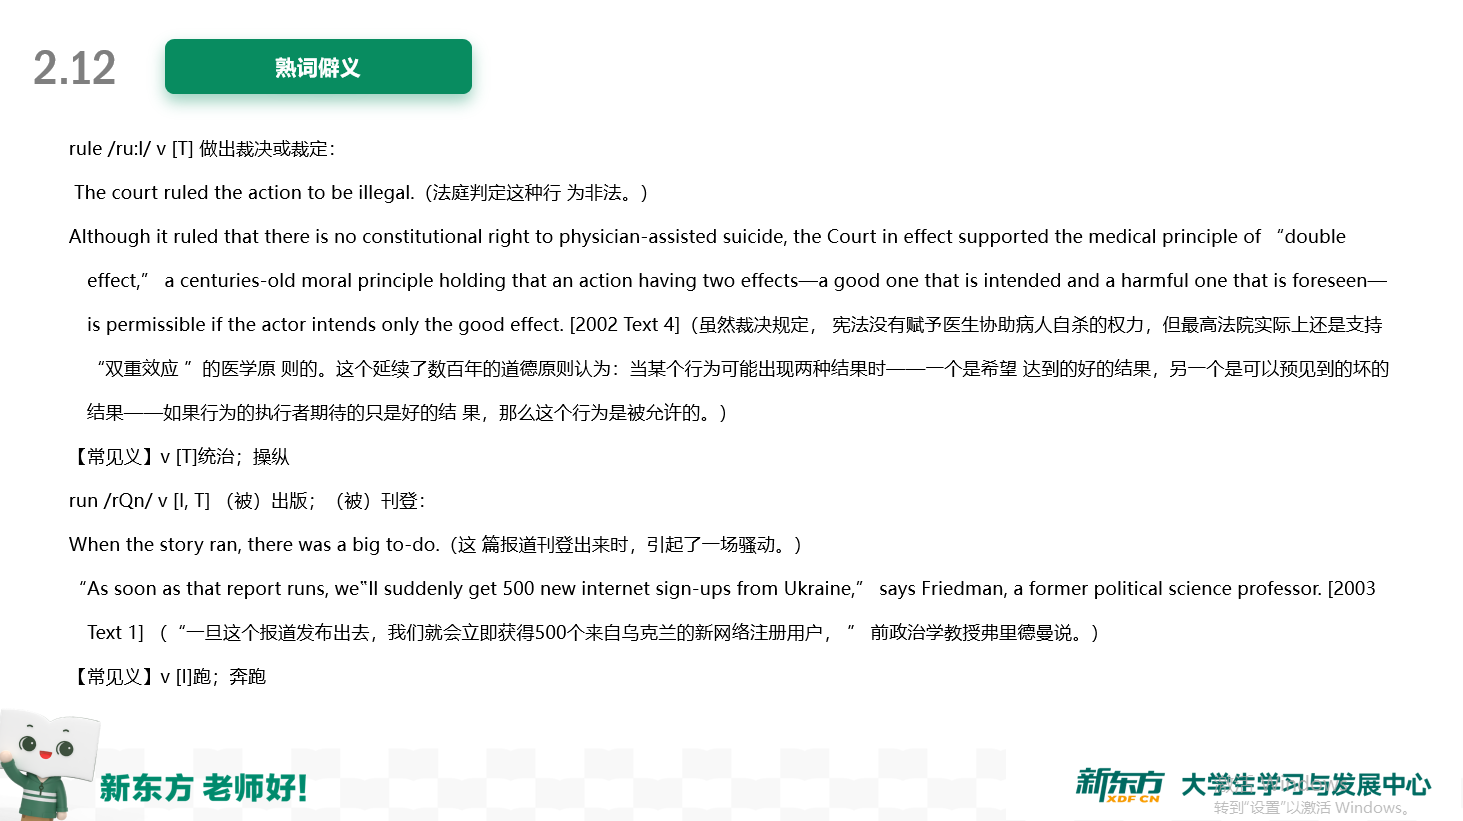 2.12
熟词僻义
rule /ru:l/ v [T] 做出裁决或裁定：
The court ruled the action to be illegal.（法庭判定这种行 为非法。）
Although it ruled that there is no constitutional right to physician-assisted suicide, the Court in effect supported the medical principle of “double
effect,” a centuries-old moral principle holding that an action having two effects—a good one that is intended and a harmful one that is foreseen—
is permissible if the actor intends only the good effect. [2002 Text 4]（虽然裁决规定， 宪法没有赋予医生协助病人自杀的权力，但最高法院实际上还是支持
“双重效应 ”的医学原 则的。这个延续了数百年的道德原则认为：当某个行为可能出现两种结果时——一个是希望 达到的好的结果，另一个是可以预见到的坏的
结果——如果行为的执行者期待的只是好的结 果，那么这个行为是被允许的。）
【常见义】v [T]统治；操纵
run /rQn/ v [I, T] （被）出版；（被）刊登：
When the story ran, there was a big to-do.（这 篇报道刊登出来时，引起了一场骚动。）
“As soon as that report runs, we‟ll suddenly get 500 new internet sign-ups from Ukraine,” says Friedman, a former political science professor. [2003
Text 1] （“一旦这个报道发布出去，我们就会立即获得500个来自乌克兰的新网络注册用户， ” 前政治学教授弗里德曼说。）
【常见义】v [I]跑；奔跑
新东方 老师好!
新东方 XDF.CN 大学生学习与发展中心
激活 Windows
转到“设置”以激活 Windows。